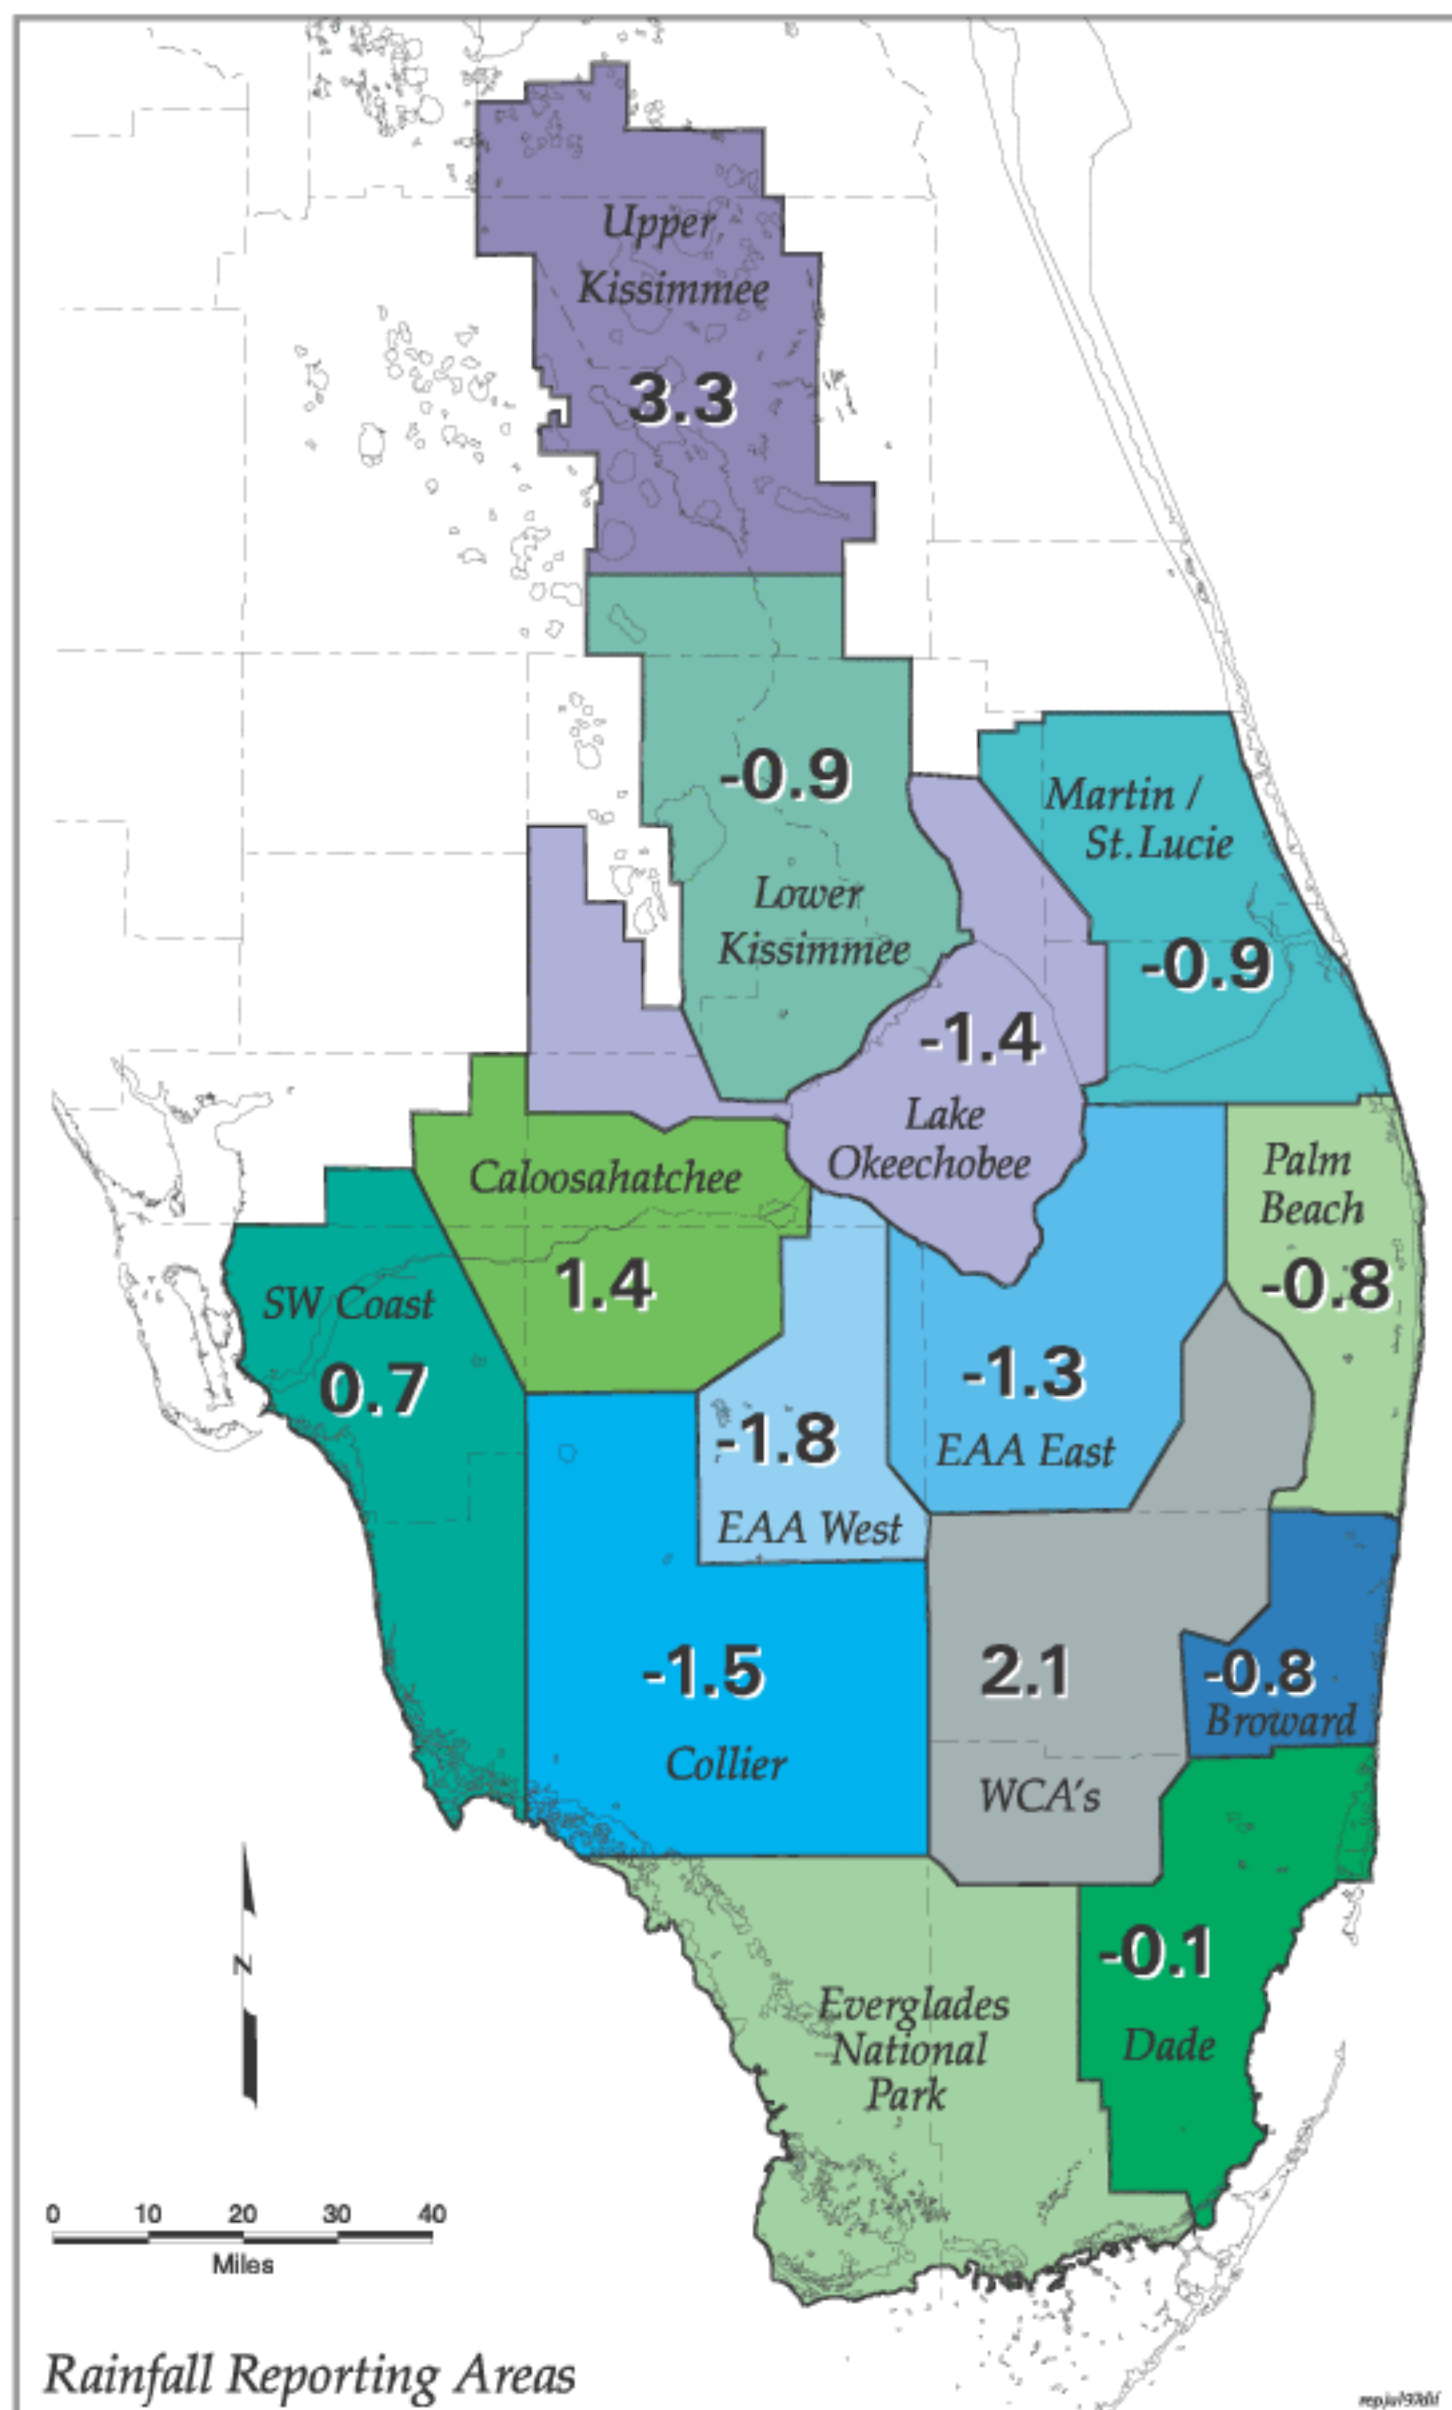 Upper
Kissimmee
3.3
-0.9
Lower
Kissimmee
Martin /
St. Lucie
-0.9
-1.4
Lake
Okeechobee
Caloosahatchee
1.4
SW Coast
0.7
Palm
Beach
-0.8
-1.3
EAA East
-1.8
EAA West
-1.5
Collier
2.1
WCA's
-0.8
Broward
-0.1
Dade
Everglades
National
Park
N
0 10 20 30 40
Miles
Rainfall Reporting Areas